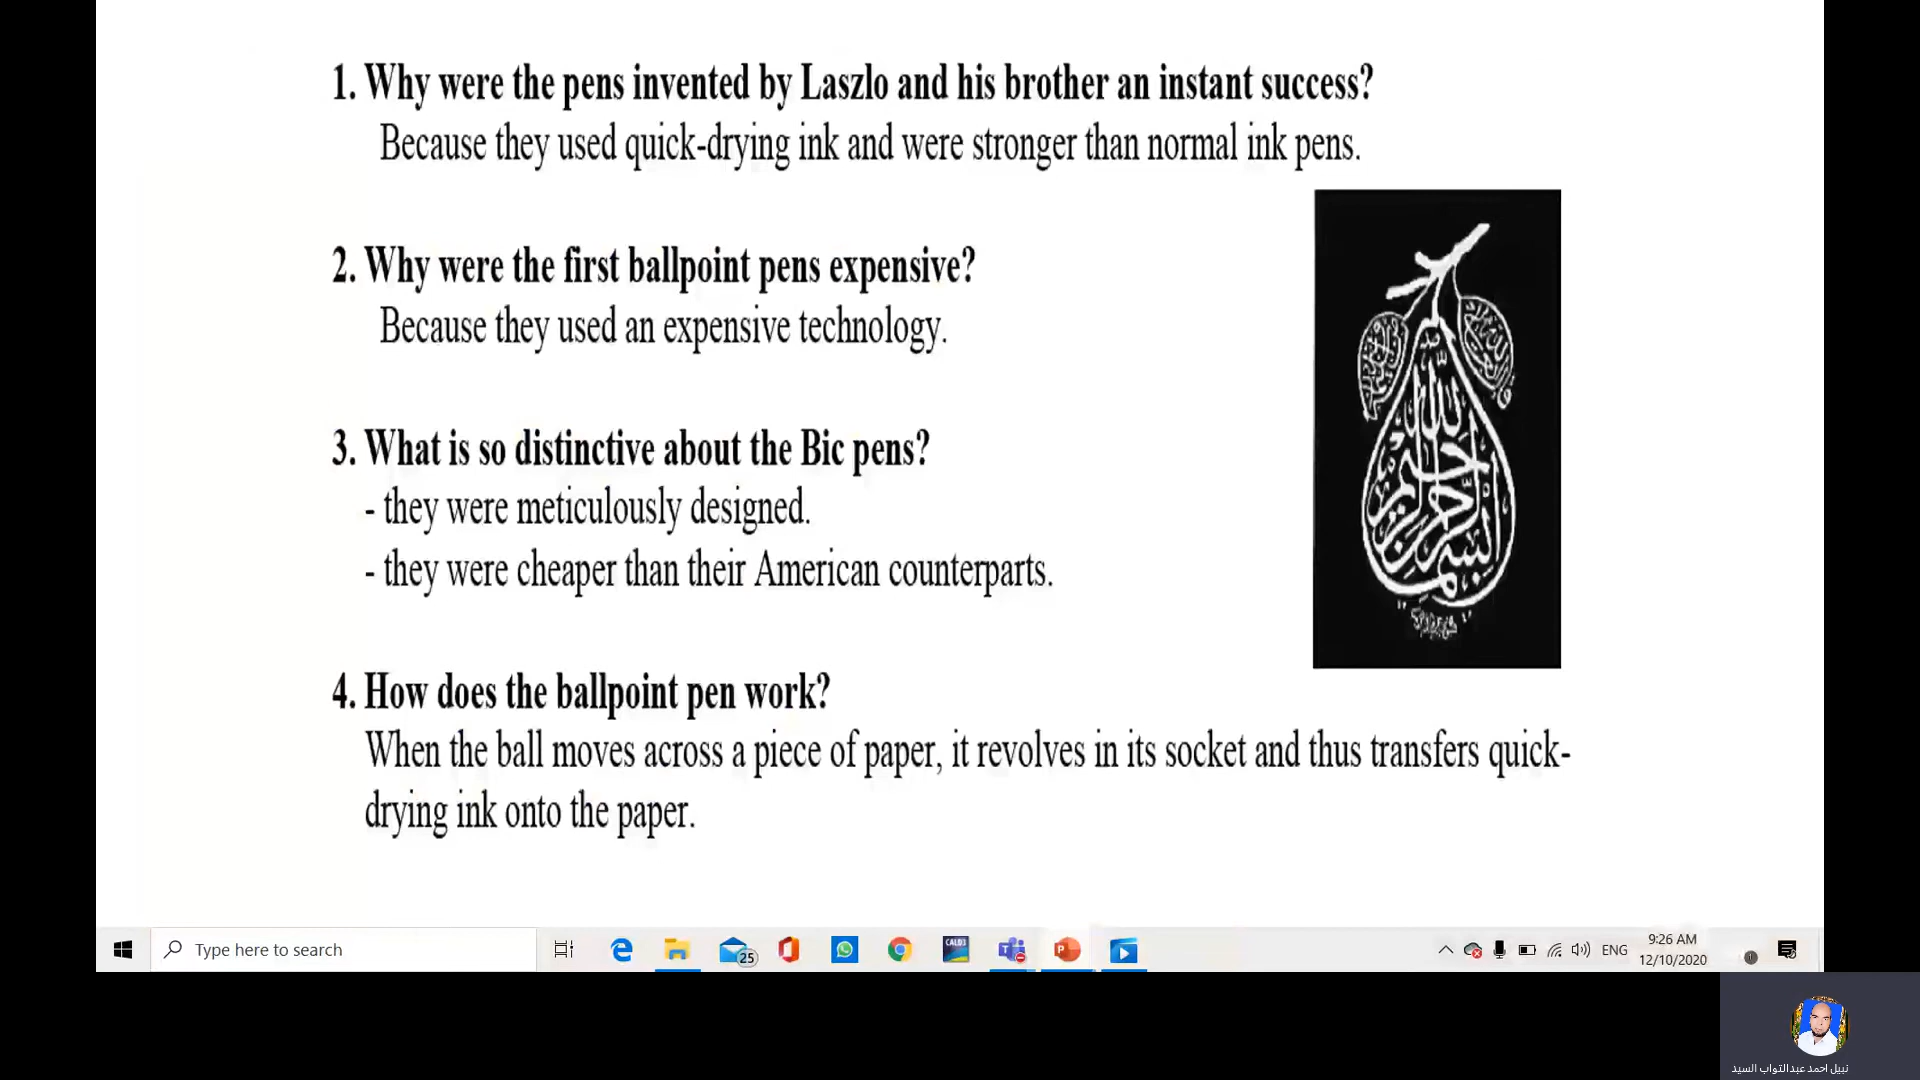 1. Why were the pens invented by Laszlo and his brother an instant success?
Because they used quick-drying ink and were stronger than normal ink pens.
2. Why were the first ballpoint pens expensive?
Because they used an expensive technology.
3. What is so distinctive about the Bic pens?
- they were meticulously designed.
- they were cheaper than their American counterparts.
4. How does the ballpoint pen work?
When the ball moves across a piece of paper, it revolves in its socket and thus transfers quick-
drying ink onto the paper.
بسم الله الرحمن الرحيم
Type here to search
25
CALD3
ENG
9:26 AM
12/10/2020
نبيل احمد عبدالتواب السيد